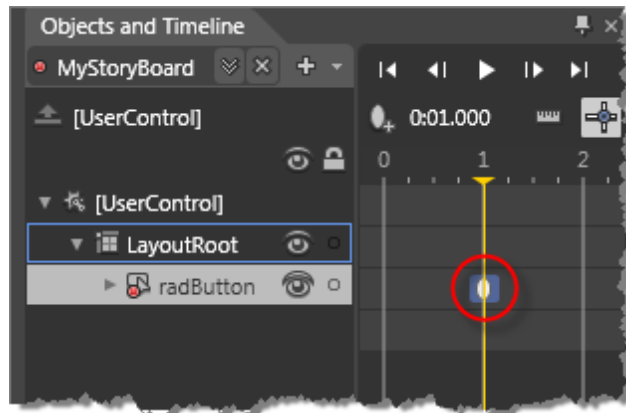 Objects and Timeline
MyStoryBoard
[UserControl]
0:01.000
0 1 2
[UserControl]
LayoutRoot
radButton